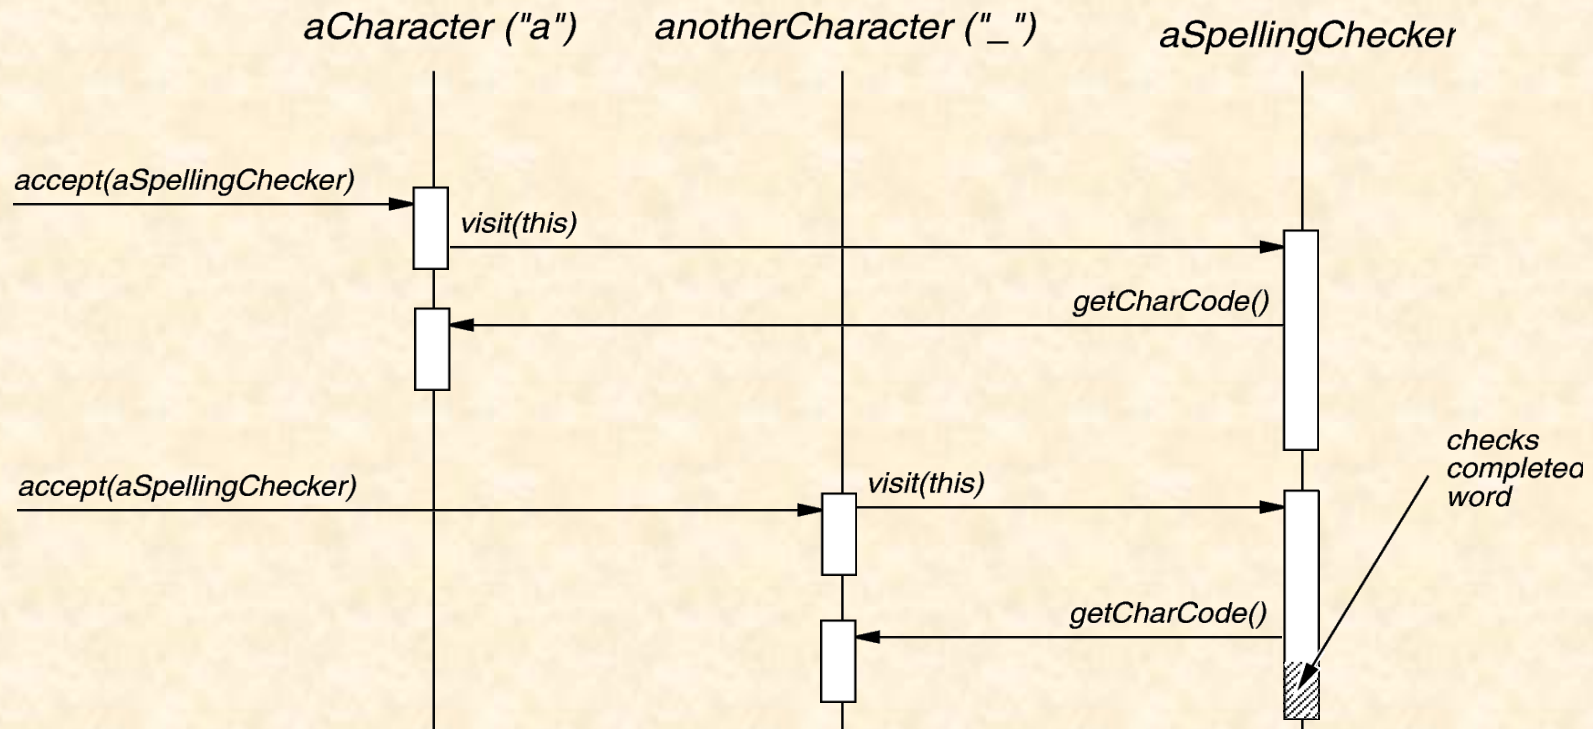 aCharacter ("a")
anotherCharacter ("_")
aSpellingChecker
accept(aSpellingChecker)
visit(this)
getCharCode()
checks
completed
word
accept(aSpellingChecker)
visit(this)
getCharCode()